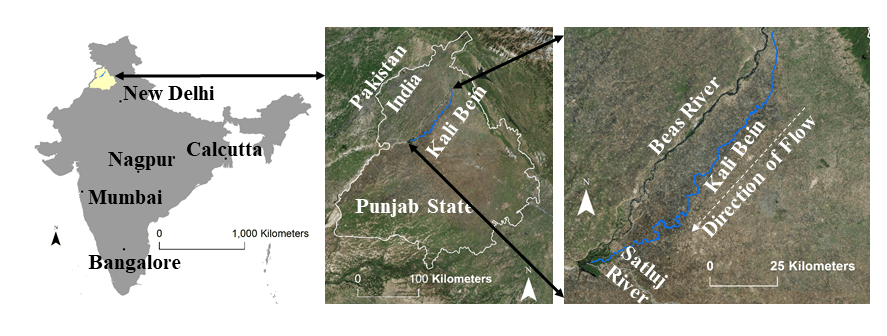 New Delhi
Nagpur
Calcutta
Mumbai
Bangalore
N
0
1,000 Kilometers
Pakistan
India
Kali Bein
Punjab State
0
100 Kilometers
N
Beas River
Kali Bein
Direction of Flow
Satluj
River
N
0
25 Kilometers